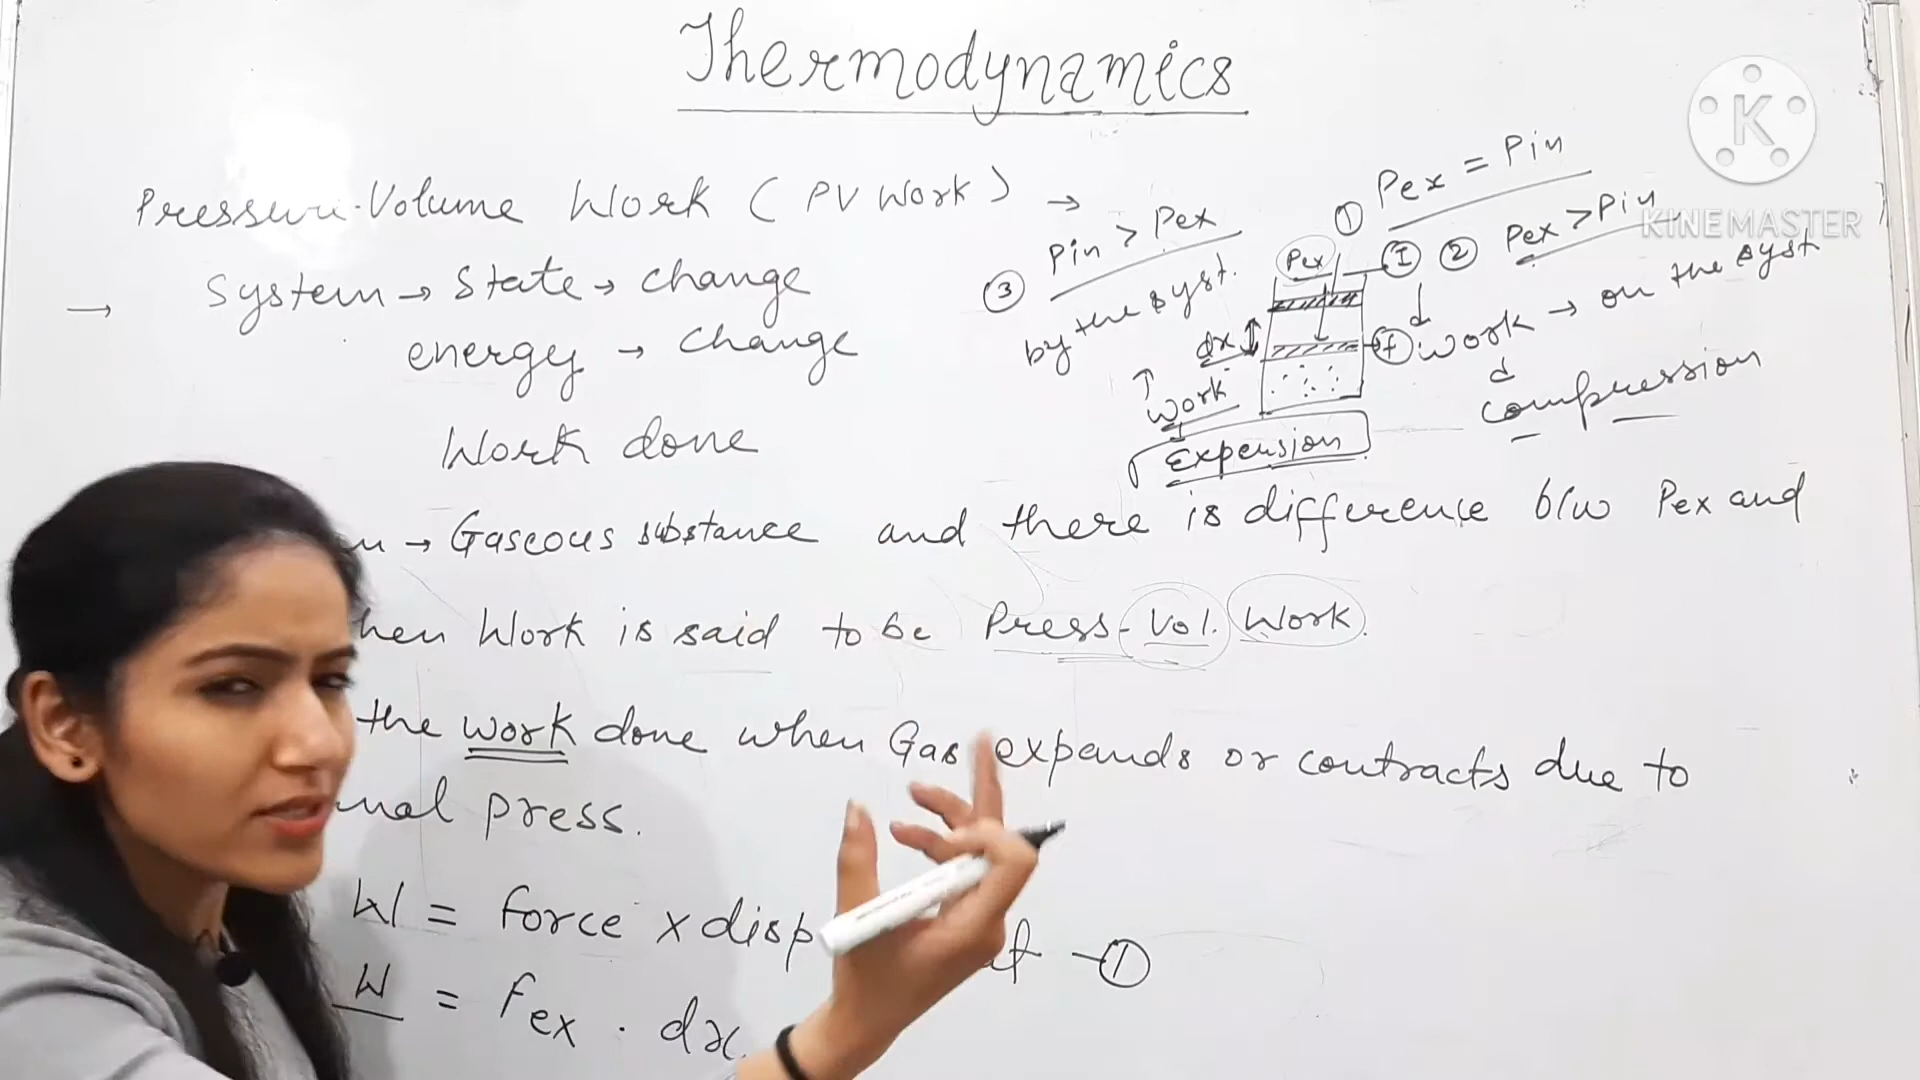 Thermodynamics
K
KINEMASTER
Pressure-Volume Work (PV Work) →
→ System → State → change
energy → change
Work done
① Pex = Pin
② Pex > Pin
Work → on the syst
compression
③ Pin > Pex
by the syst.
↑
Work
Expension
Pex
I
dx
f
→ Gaseous substance and there is difference b/w Pex and
Work is said to be Press-Vol. Work.
the work done when Gas expands or contracts due to
press.
W = force x disp -①
W = fex . dx